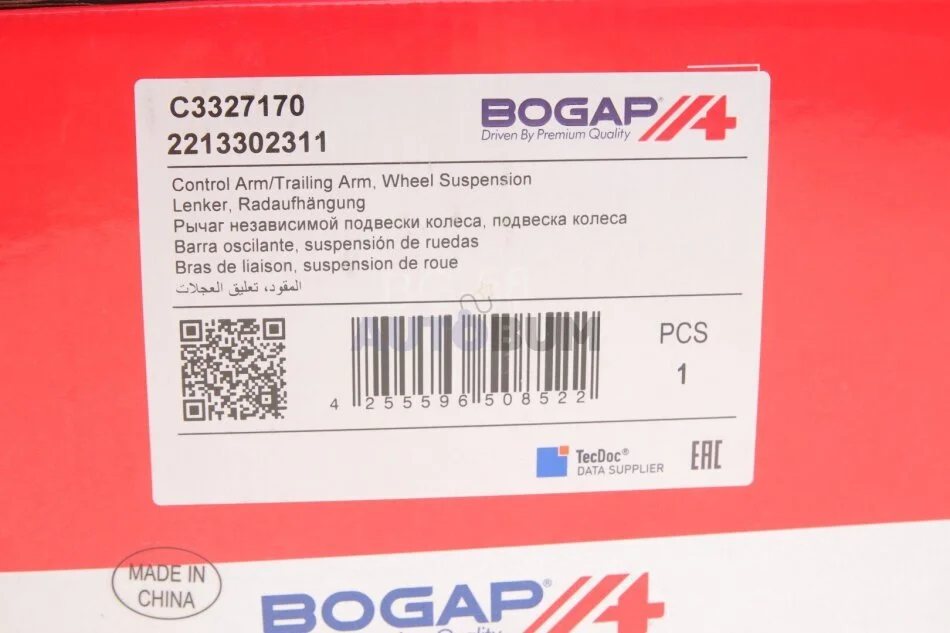 C3327170
2213302311
BOGAP®
Driven By Premium Quality
Control Arm/Trailing Arm, Wheel Suspension
Lenker, Radaufhängung
Рычаг независимой подвески колеса, подвеска колеса
Barra oscilante, suspensión de ruedas
Bras de liaison, suspension de roue
المقود، تعليق العجلات
AUTOBUM
4 255596 508522
PCS
1
TecDoc®
DATA SUPPLIER
EAC
MADE IN
CHINA
BOGAP®
Quality